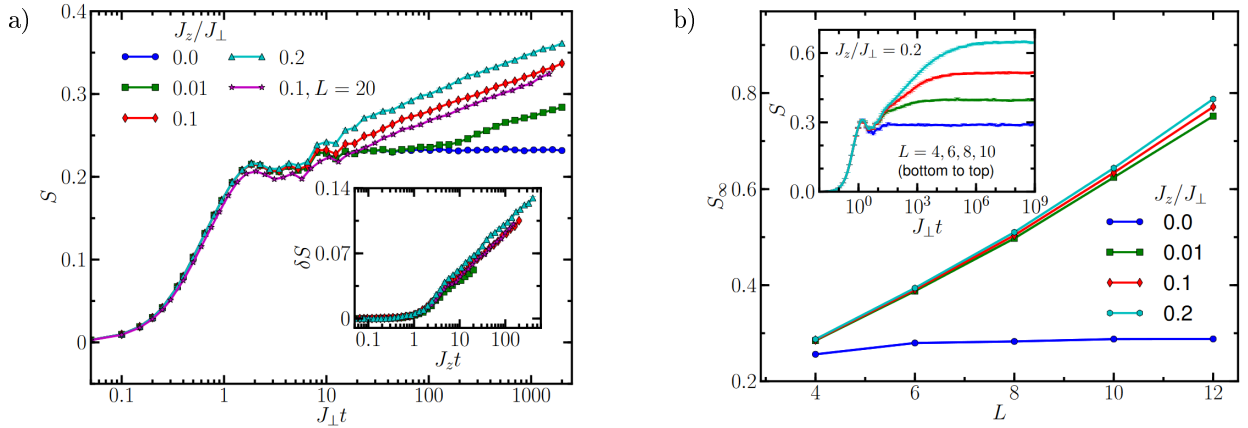 a)
S
0.4
0.3
0.2
0.1
0
J_z/J_⊥
0.0
0.01
0.1
0.2
0.1, L = 20
0.1
1
10
100
1000
J_⊥t
δS
0.14
0.07
0
0.1
1
10
100
J_zt
b)
S_∞
0.8
0.6
0.4
0.2
4
6
8
10
12
L
J_z/J_⊥
0.0
0.01
0.1
0.2
S
0.6
0.3
0.0
J_z/J_⊥ = 0.2
L = 4, 6, 8, 10
(bottom to top)
10^0
10^3
10^6
10^9
J_⊥t